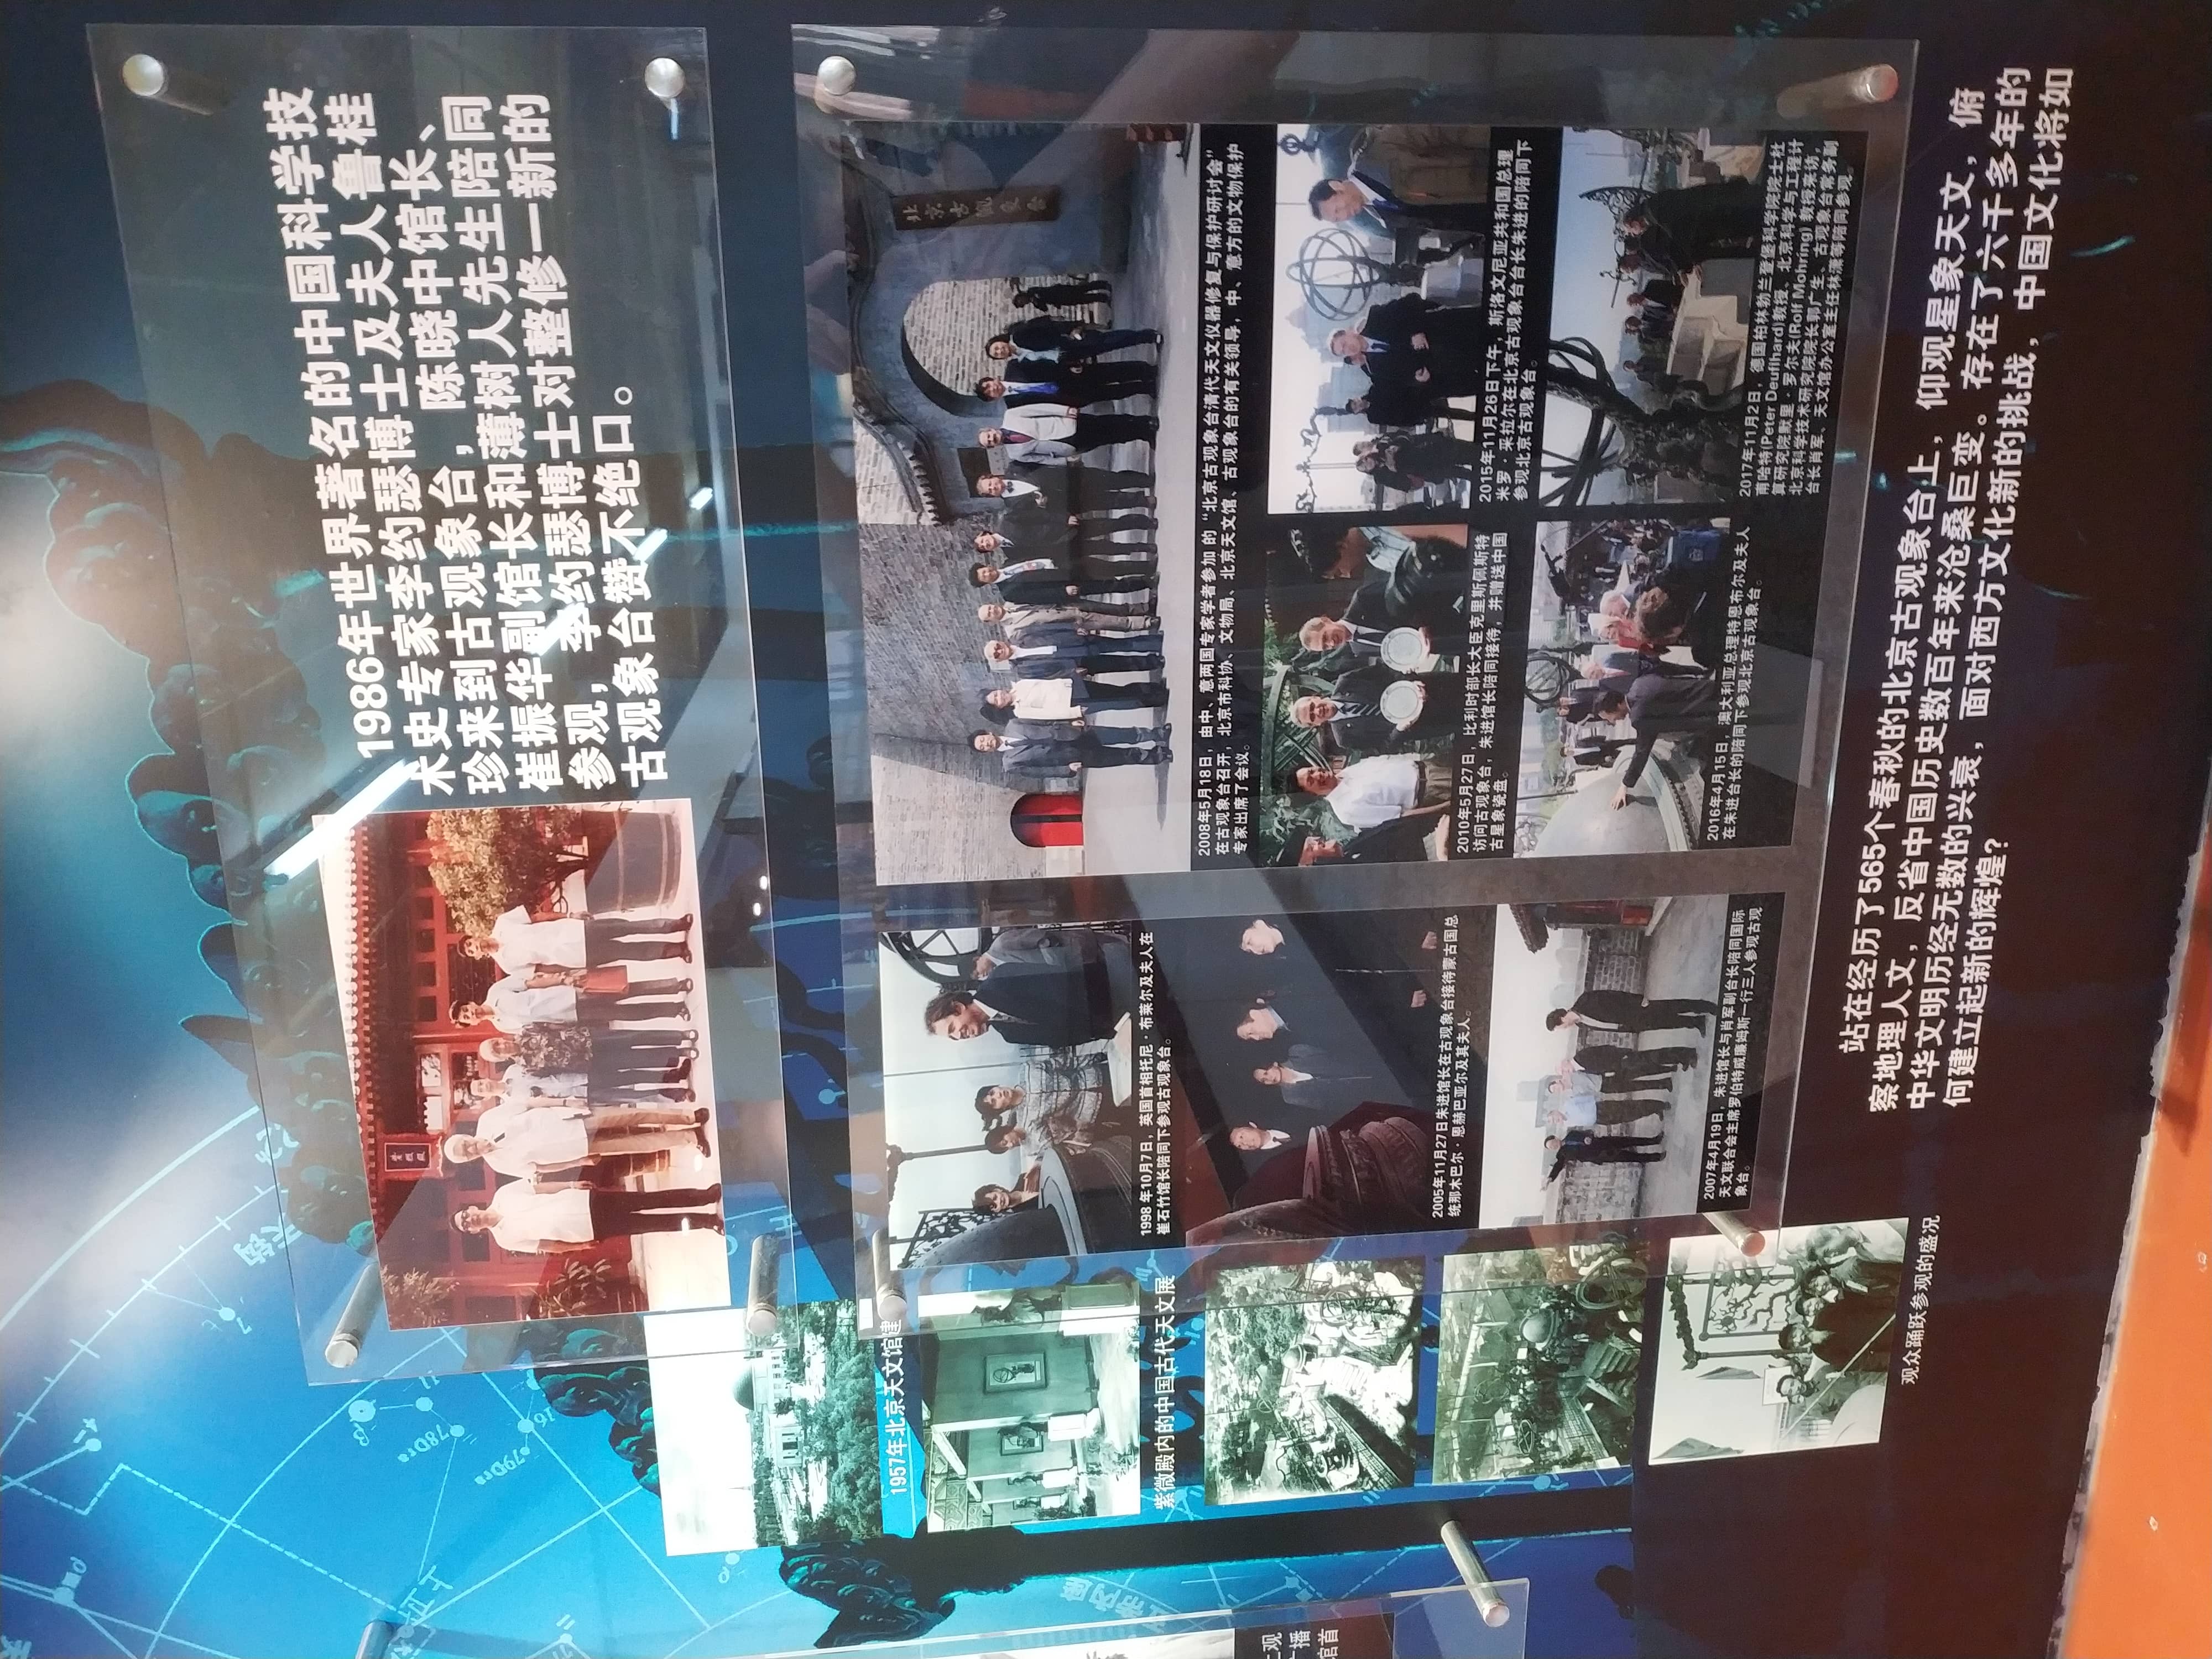 1986年世界著名的中国科学技
术史专家李约瑟博士及夫人鲁桂
珍来到古观象台，陈晓中馆长、
崔振华副馆长和薄树人先生陪同
参观，李约瑟博士对整修一新的
古观象台赞不绝口。
1957年北京天文馆建
紫微殿内的中国古代天文展
观众踊跃参观的盛况
1998年10月7日，英国首相托尼·布莱尔及夫人在
崔石竹馆长陪同下参观古观象台。
2005年11月27日朱进馆长在古观象台接待蒙古国总
统那木巴尔·恩赫巴亚尔及其夫人。
2007年4月19日，朱进馆长与肖军副台长陪同国际
天文联合会主席罗伯特威廉姆斯一行三人参观古观
象台。
北京古观象台
2008年5月18日，由中、意两国专家学者参加的“北京古观象台清代天文仪器修复与保护研讨会”
在古观象台召开，北京市科协、文物局、北京天文馆、古观象台的有关领导，中、意方的文物保护
专家出席了会议。
2010年5月27日，比利时部长大臣克里斯佩斯特
访问古观象台，朱进馆长陪同接待，并赠送中国
古星象瓷盘。
2015年11月26日下午，斯洛文尼亚共和国总理
米罗·采拉尔在北京古观象台台长朱进的陪同下
参观北京古观象台。
2016年4月15日，澳大利亚总理特恩布尔及夫人
在朱进台长的陪同下参观北京古观象台。
2017年11月2日，德国柏林勃兰登堡科学院院士杜
甫哈特(Peter Deuflhard)教授、北京科学与工程计
算研究院默里·罗尔夫(Rolf Mohring) 教授来访，
北京科学技术研究院院长郭广生、古观象台常务副
台长肖军、天文馆办公室主任林潇等陪同参观。
站在经历了565个春秋的北京古观象台上，仰观星象天文，俯
察地理人文，反省中国历史数百年来沧桑巨变。存在了六千多年的
中华文明历经无数的兴衰，面对西方文化新的挑战，中国文化将如
何建立起新的辉煌？
上观
广播
馆首
78Dra
79Dra
16